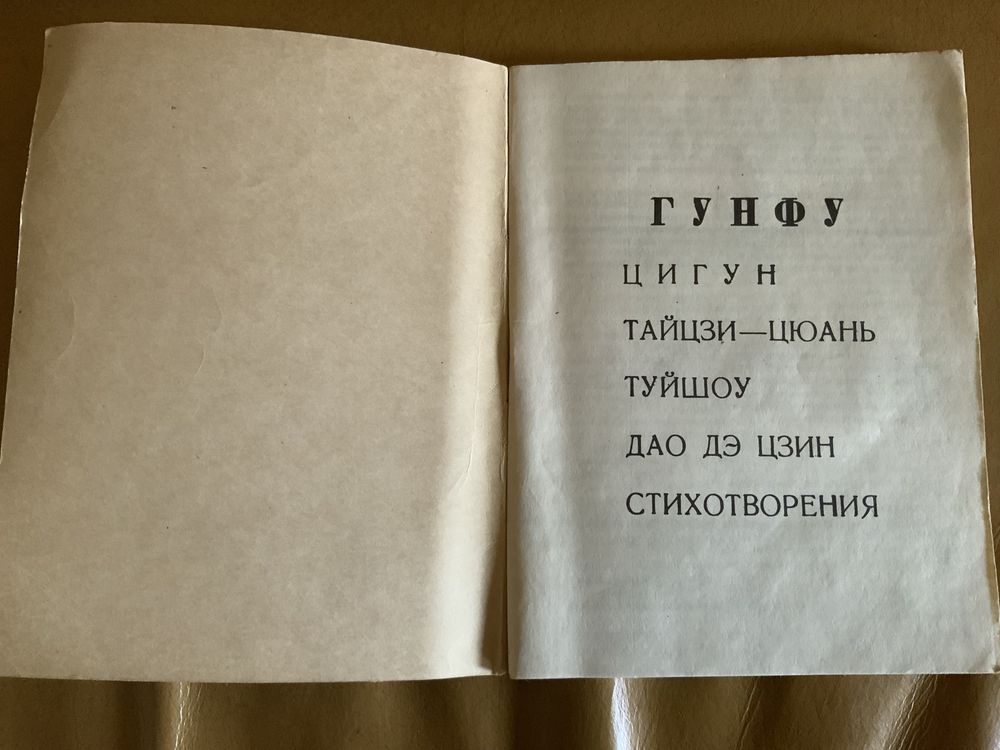 ГУНФУ
ЦИГУН
ТАЙЦЗИ—ЦЮАНЬ
ТУЙШОУ
ДАО ДЭ ЦЗИН
СТИХОТВОРЕНИЯ